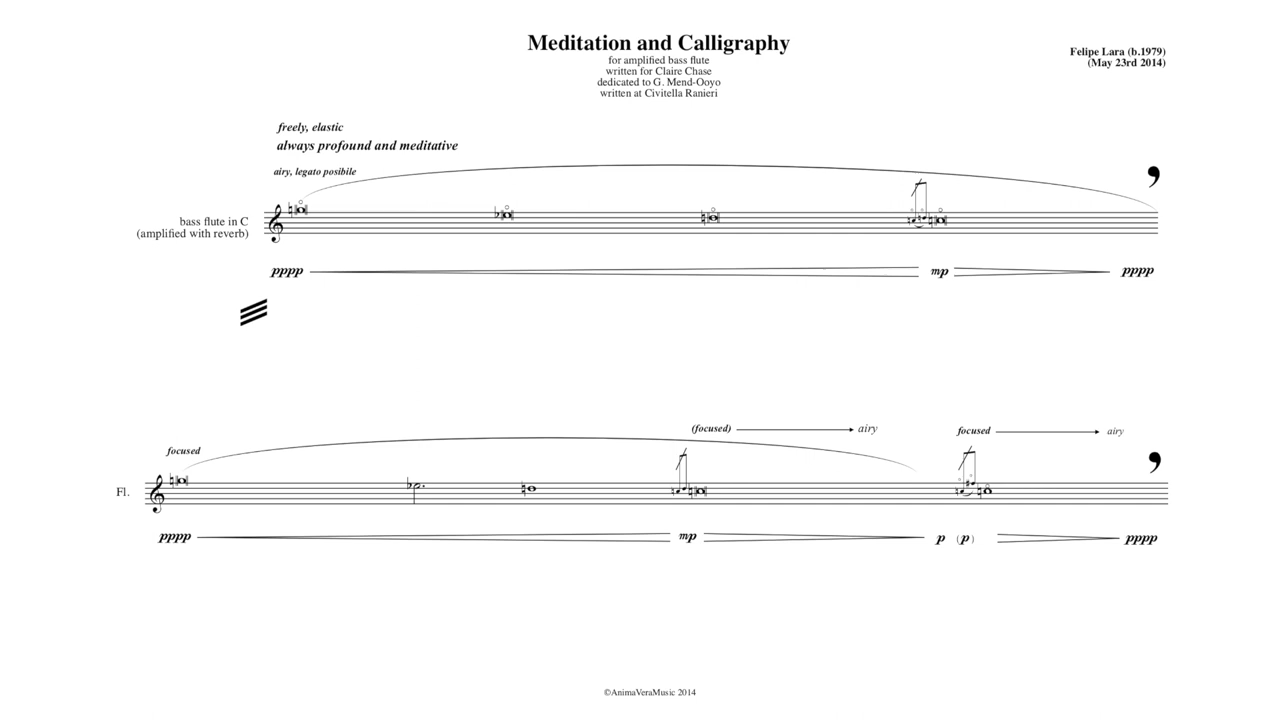 Meditation and Calligraphy
for amplified bass flute
written for Claire Chase
dedicated to G. Mend-Ooyo
written at Civitella Ranieri
Felipe Lara (b.1979)
(May 23rd 2014)
freely, elastic
always profound and meditative
airy, legato posibile
bass flute in C
(amplified with reverb)
pppp mp pppp
(focused) airy focused airy
focused
Fl.
pppp mp p (p) pppp
©AnimaVeraMusic 2014